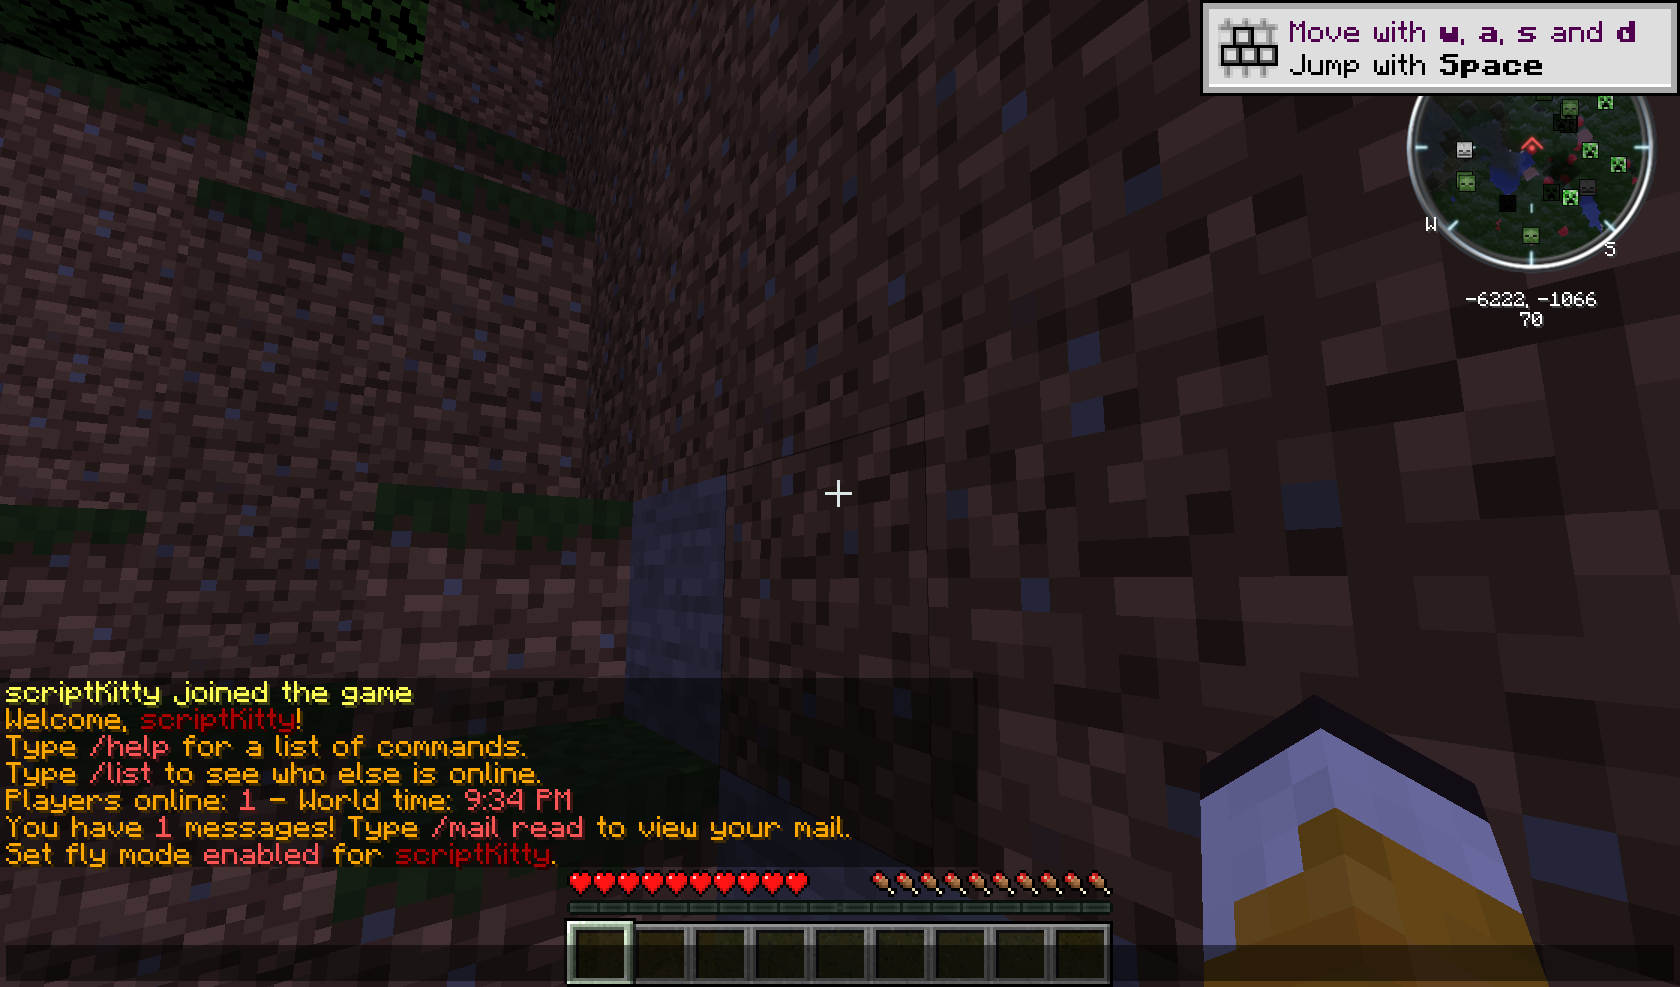 Move with w, a, s and d
Jump with Space
W
S
-6222, -1066
70
scriptKitty joined the game
Welcome, scriptKitty!
Type /help for a list of commands.
Type /list to see who else is online.
Players online: 1 - World time: 9:34 PM
You have 1 messages! Type /mail read to view your mail.
Set fly mode enabled for scriptKitty.